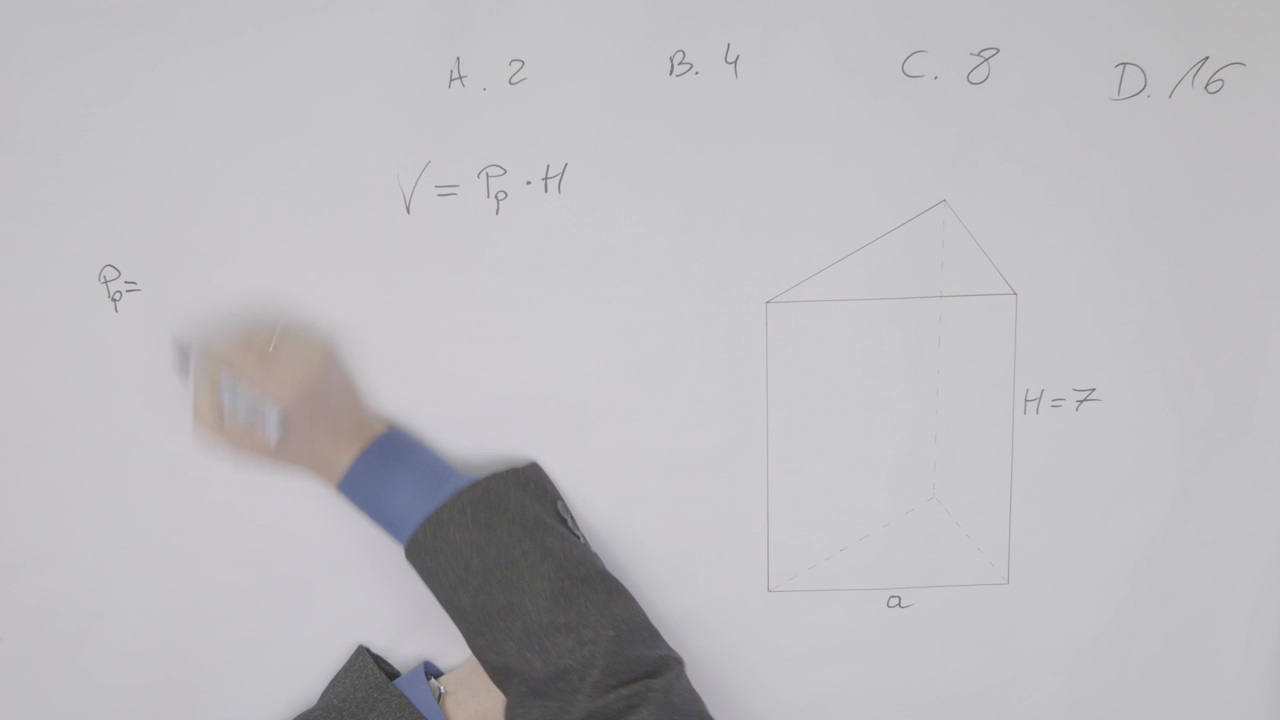 A. 2 B. 4 C. 8 D. 16
V = Pp · H
Pp =
H = 7
a